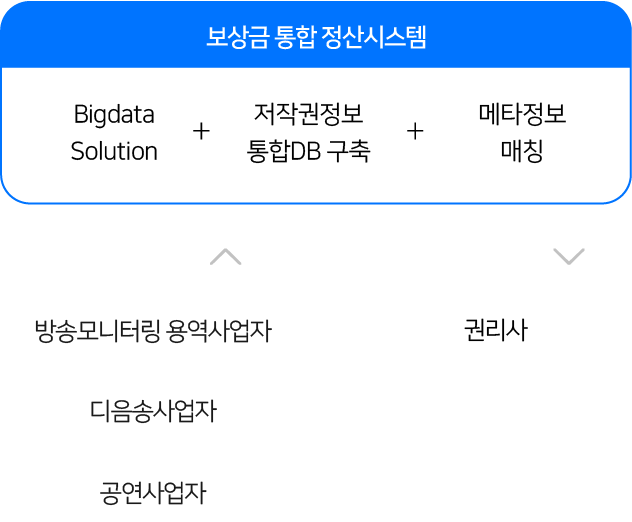 보상금 통합 정산시스템
Bigdata
Solution
+
저작권정보
통합DB 구축
+
메타정보
매칭
방송모니터링 용역사업자
권리사
디음송사업자
공연사업자